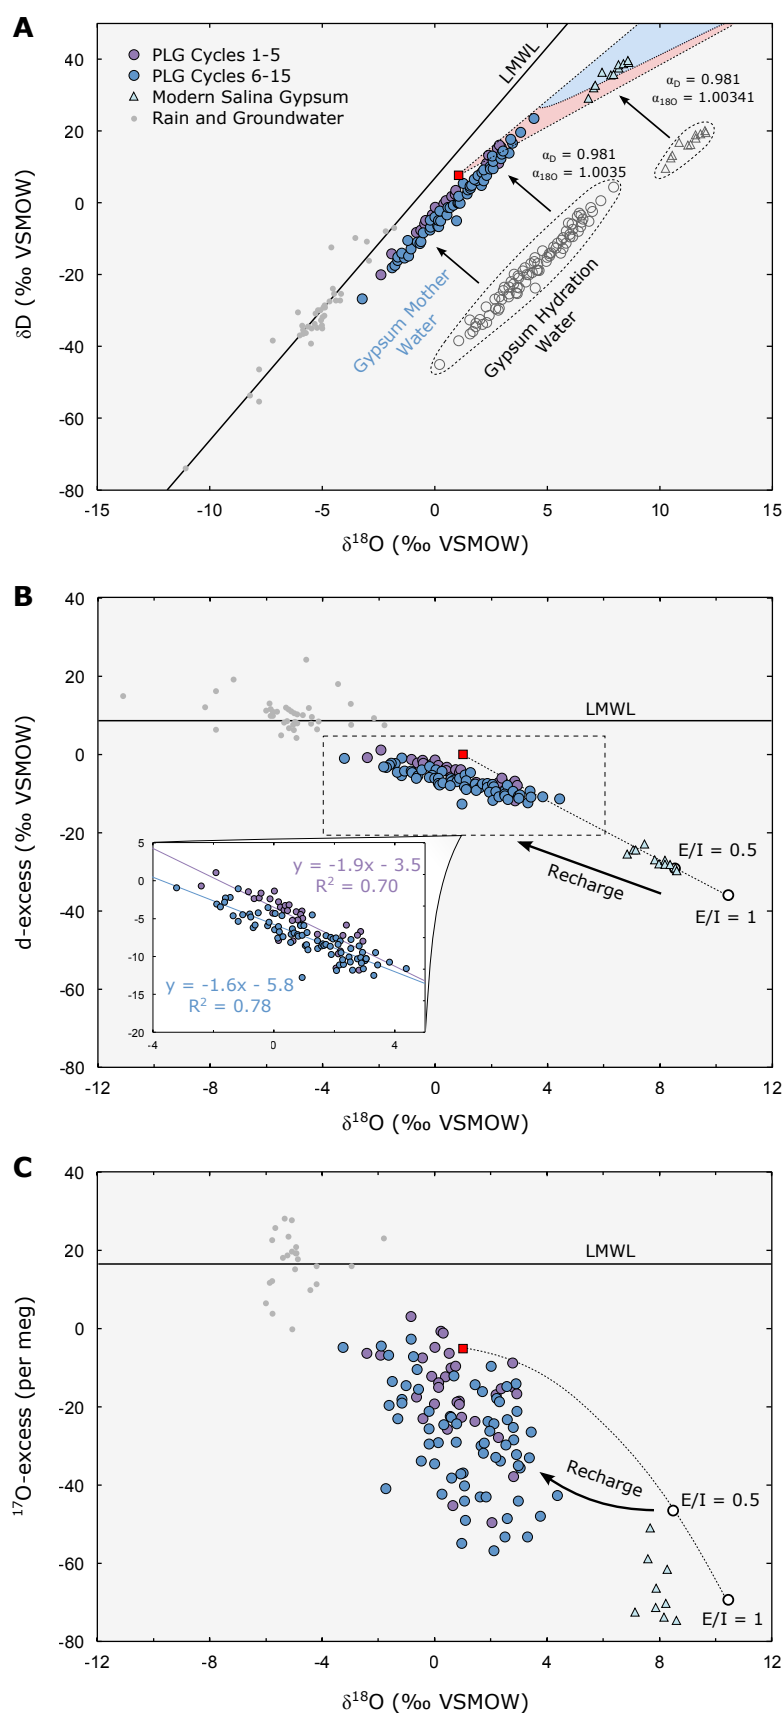 A
PLG Cycles 1-5
PLG Cycles 6-15
Modern Salina Gypsum
Rain and Groundwater
LMWL
αD = 0.981
α18O = 1.00341
αD = 0.981
α18O = 1.0035
Gypsum Mother
Water
Gypsum Hydration
Water
40
20
0
-20
-40
-60
-80
δD (‰ VSMOW)
-15
-10
-5
0
5
10
15
δ¹⁸O (‰ VSMOW)
B
40
20
0
-20
-40
-60
-80
d-excess (‰ VSMOW)
LMWL
E/I = 0.5
E/I = 1
Recharge
5
0
-5
-10
-15
-20
y = -1.9x - 3.5
R² = 0.70
y = -1.6x - 5.8
R² = 0.78
-4
0
4
-12
-8
-4
0
4
8
12
δ¹⁸O (‰ VSMOW)
C
40
20
0
-20
-40
-60
-80
¹⁷O-excess (per meg)
LMWL
Recharge
E/I = 0.5
E/I = 1
-12
-8
-4
0
4
8
12
δ¹⁸O (‰ VSMOW)